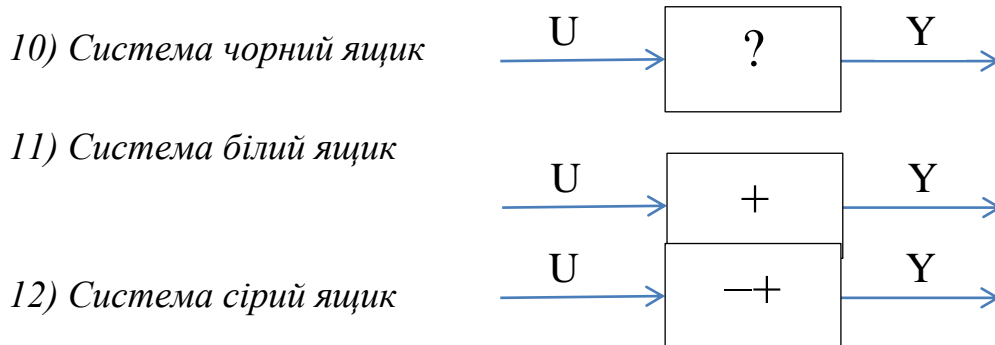 10) Система чорний ящик U ? Y
11) Система білий ящик U + Y
12) Система сірий ящик U —+ Y